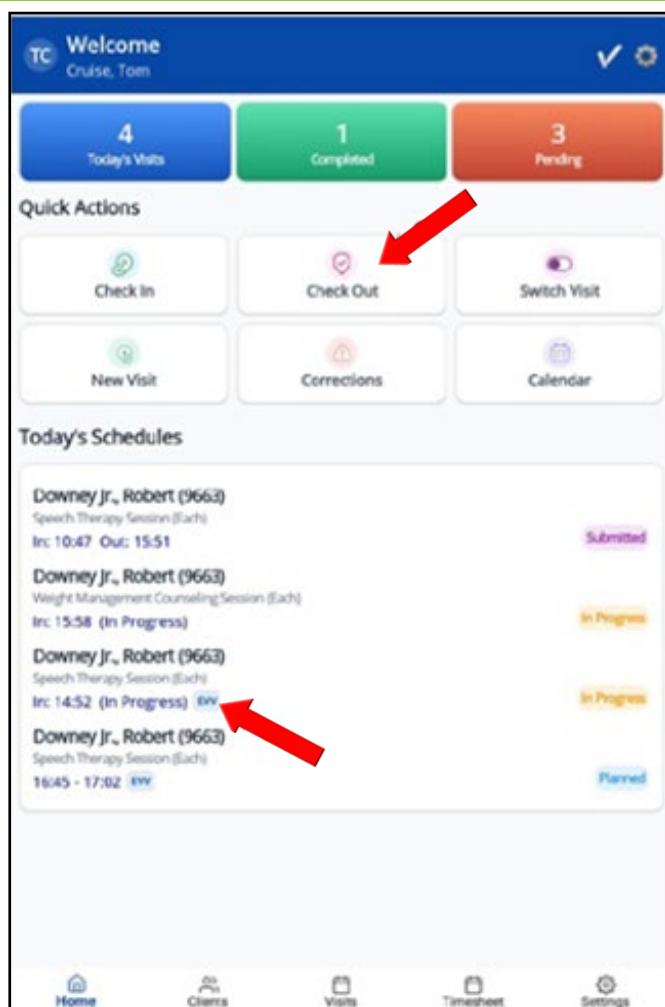 TC
Welcome
Cruise, Tom
4
Today's Visits
1
Completed
3
Pending
Quick Actions
Check In
Check Out
Switch Visit
New Visit
Corrections
Calendar
Today's Schedules
Downey Jr., Robert (9663)
Speech Therapy Session (Each)
In: 10:47 Out: 15:51
Submitted
Downey Jr., Robert (9663)
Weight Management Counseling Session (Each)
In: 15:58 (In Progress)
In Progress
Downey Jr., Robert (9663)
Speech Therapy Session (Each)
In: 14:52 (In Progress) EVV
In Progress
Downey Jr., Robert (9663)
Speech Therapy Session (Each)
16:45 - 17:02 EVV
Planned
Home
Clients
Visits
Timesheet
Settings